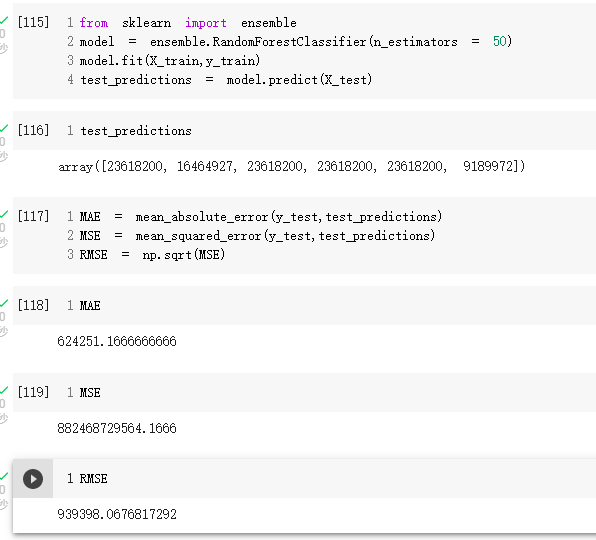 [115] 1 from sklearn import ensemble
2 model = ensemble.RandomForestClassifier(n_estimators = 50)
3 model.fit(X_train,y_train)
4 test_predictions = model.predict(X_test)
[116] 1 test_predictions
array([23618200, 16464927, 23618200, 23618200, 23618200, 9189972])
[117] 1 MAE = mean_absolute_error(y_test,test_predictions)
2 MSE = mean_squared_error(y_test,test_predictions)
3 RMSE = np.sqrt(MSE)
[118] 1 MAE
624251.1666666666
[119] 1 MSE
882468729564.1666
1 RMSE
939398.0676817292